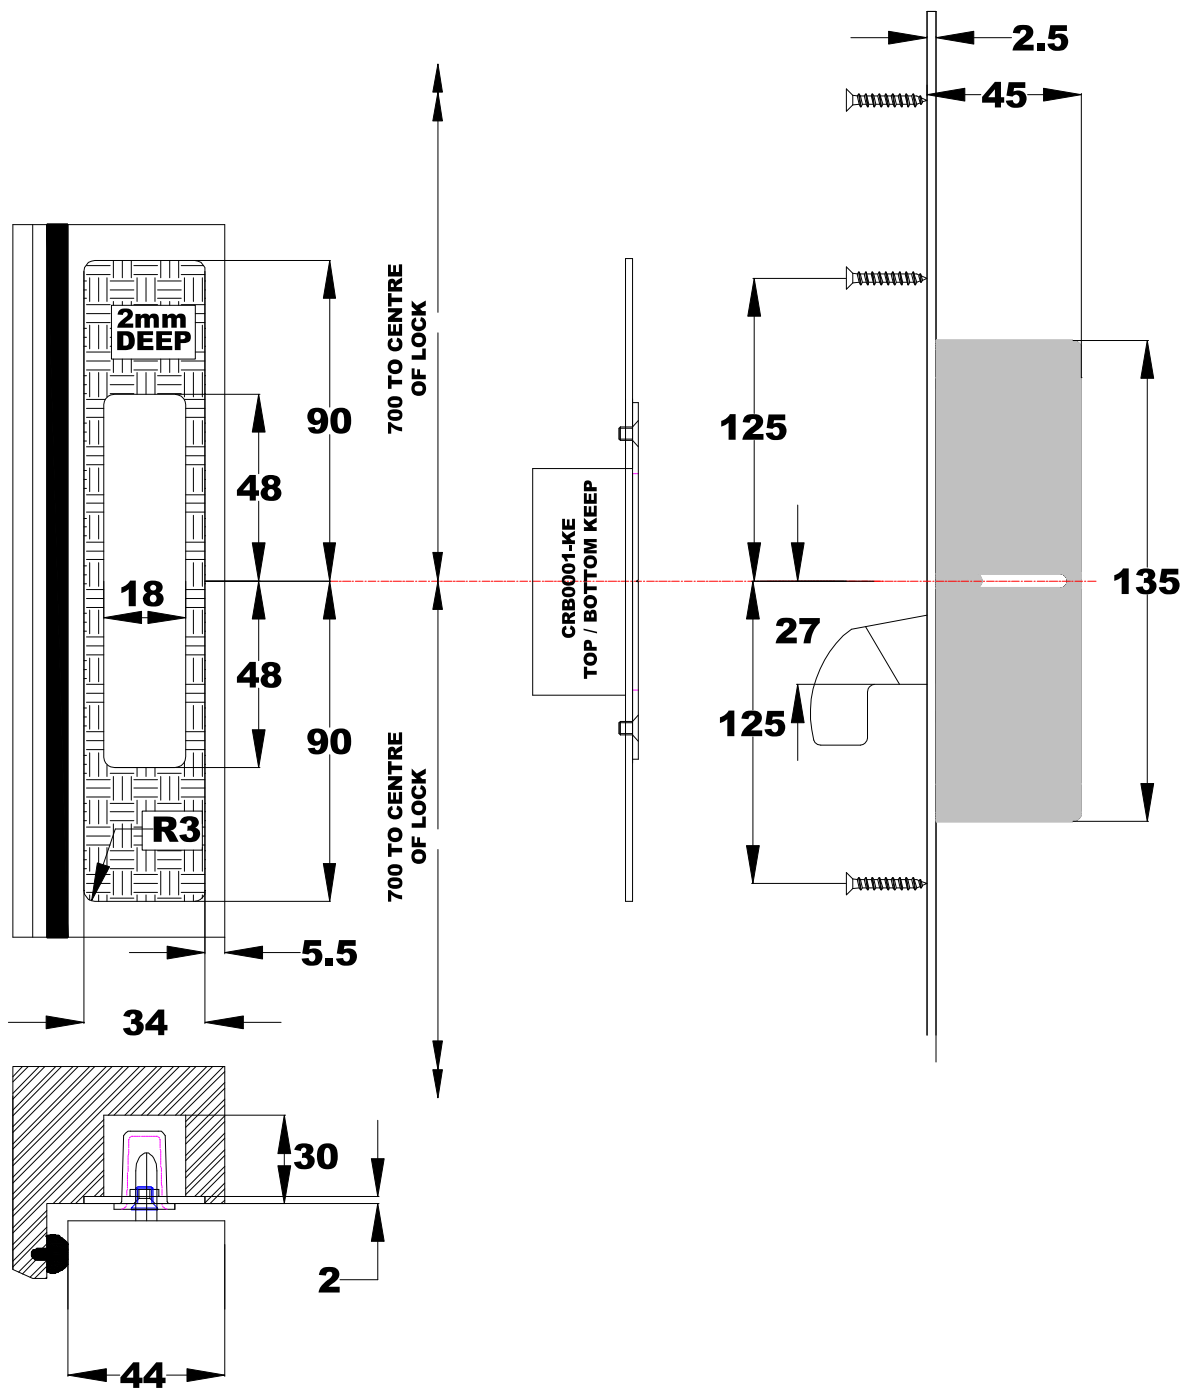 2.5
45
700 TO CENTRE
OF LOCK
2mm
DEEP
90
125
48
CRB0001-KE
TOP / BOTTOM KEEP
18
135
27
48
125
90
700 TO CENTRE
OF LOCK
R3
5.5
34
30
2
44